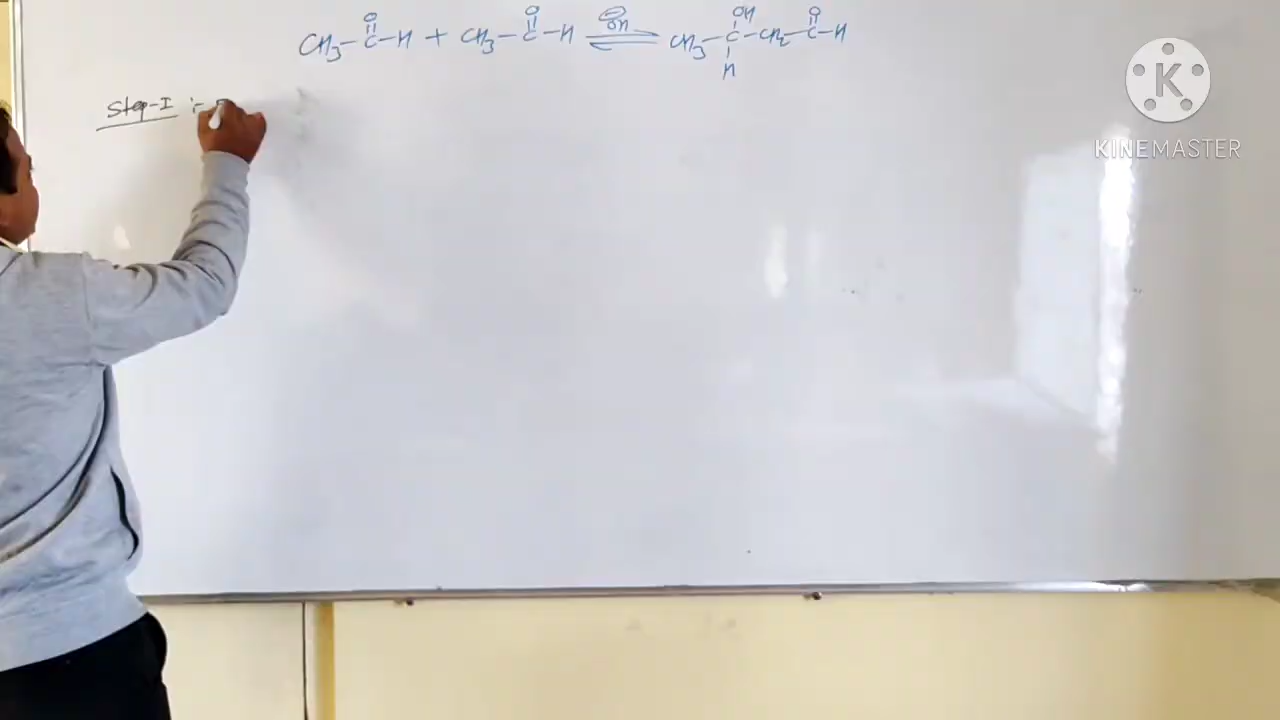 CH₃-C(=O)-H + CH₃-C(=O)-H ⇌[⊖OH] CH₃-C(OH)(H)-CH₂-C(=O)-H
Step-I :-
K
KINEMASTER